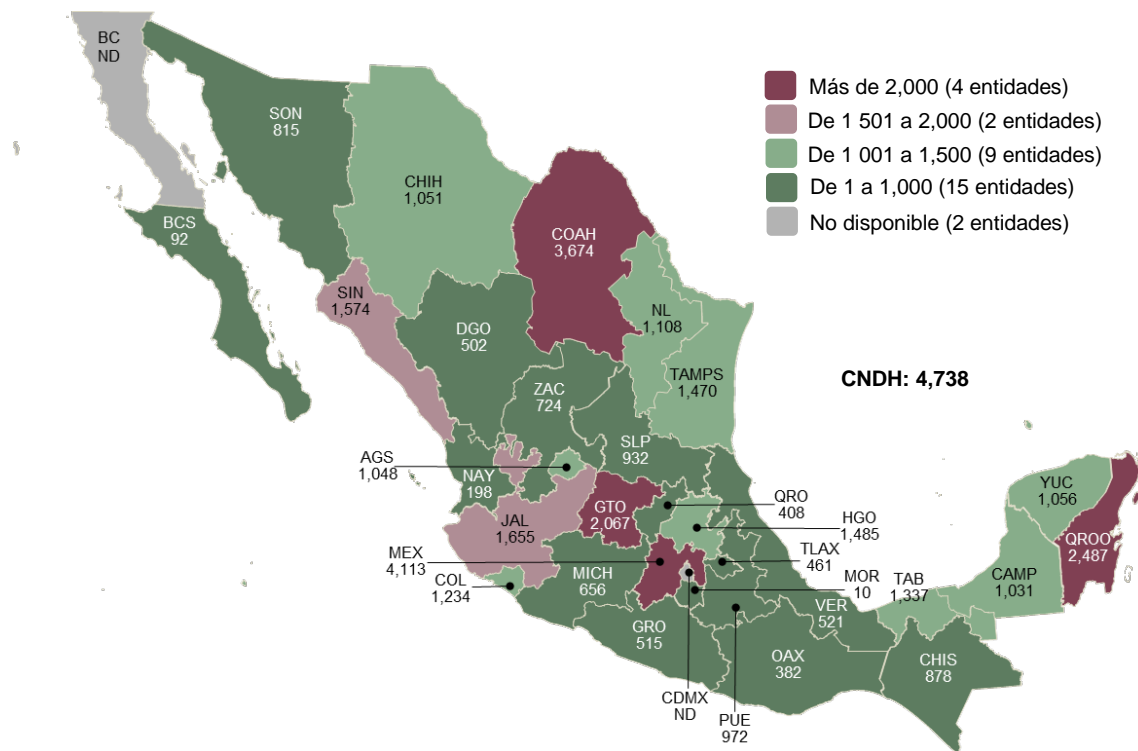 BC
ND
SON
815
BCS
92
CHIH
1,051
COAH
3,674
SIN
1,574
DGO
502
NL
1,108
TAMPS
1,470
ZAC
724
SLP
932
AGS
1,048
NAY
198
GTO
2,067
JAL
1,655
QRO
408
HGO
1,485
MEX
4,113
COL
1,234
MICH
656
TLAX
461
MOR
10
GRO
515
CDMX
ND
PUE
972
VER
521
OAX
382
TAB
1,337
CHIS
878
CAMP
1,031
YUC
1,056
QROO
2,487
Más de 2,000 (4 entidades)
De 1 501 a 2,000 (2 entidades)
De 1 001 a 1,500 (9 entidades)
De 1 a 1,000 (15 entidades)
No disponible (2 entidades)
CNDH: 4,738